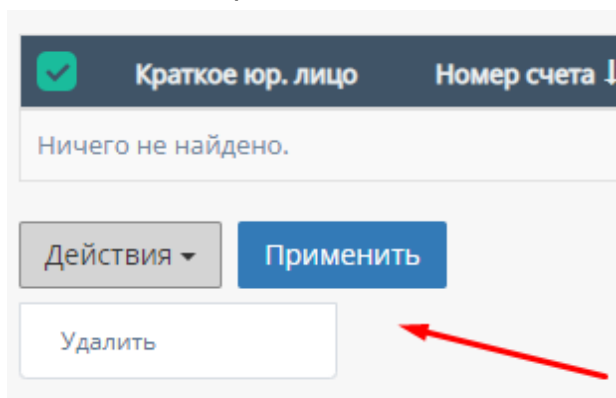 Краткое юр. лицо Номер счета
Ничего не найдено.
Действия Применить
Удалить